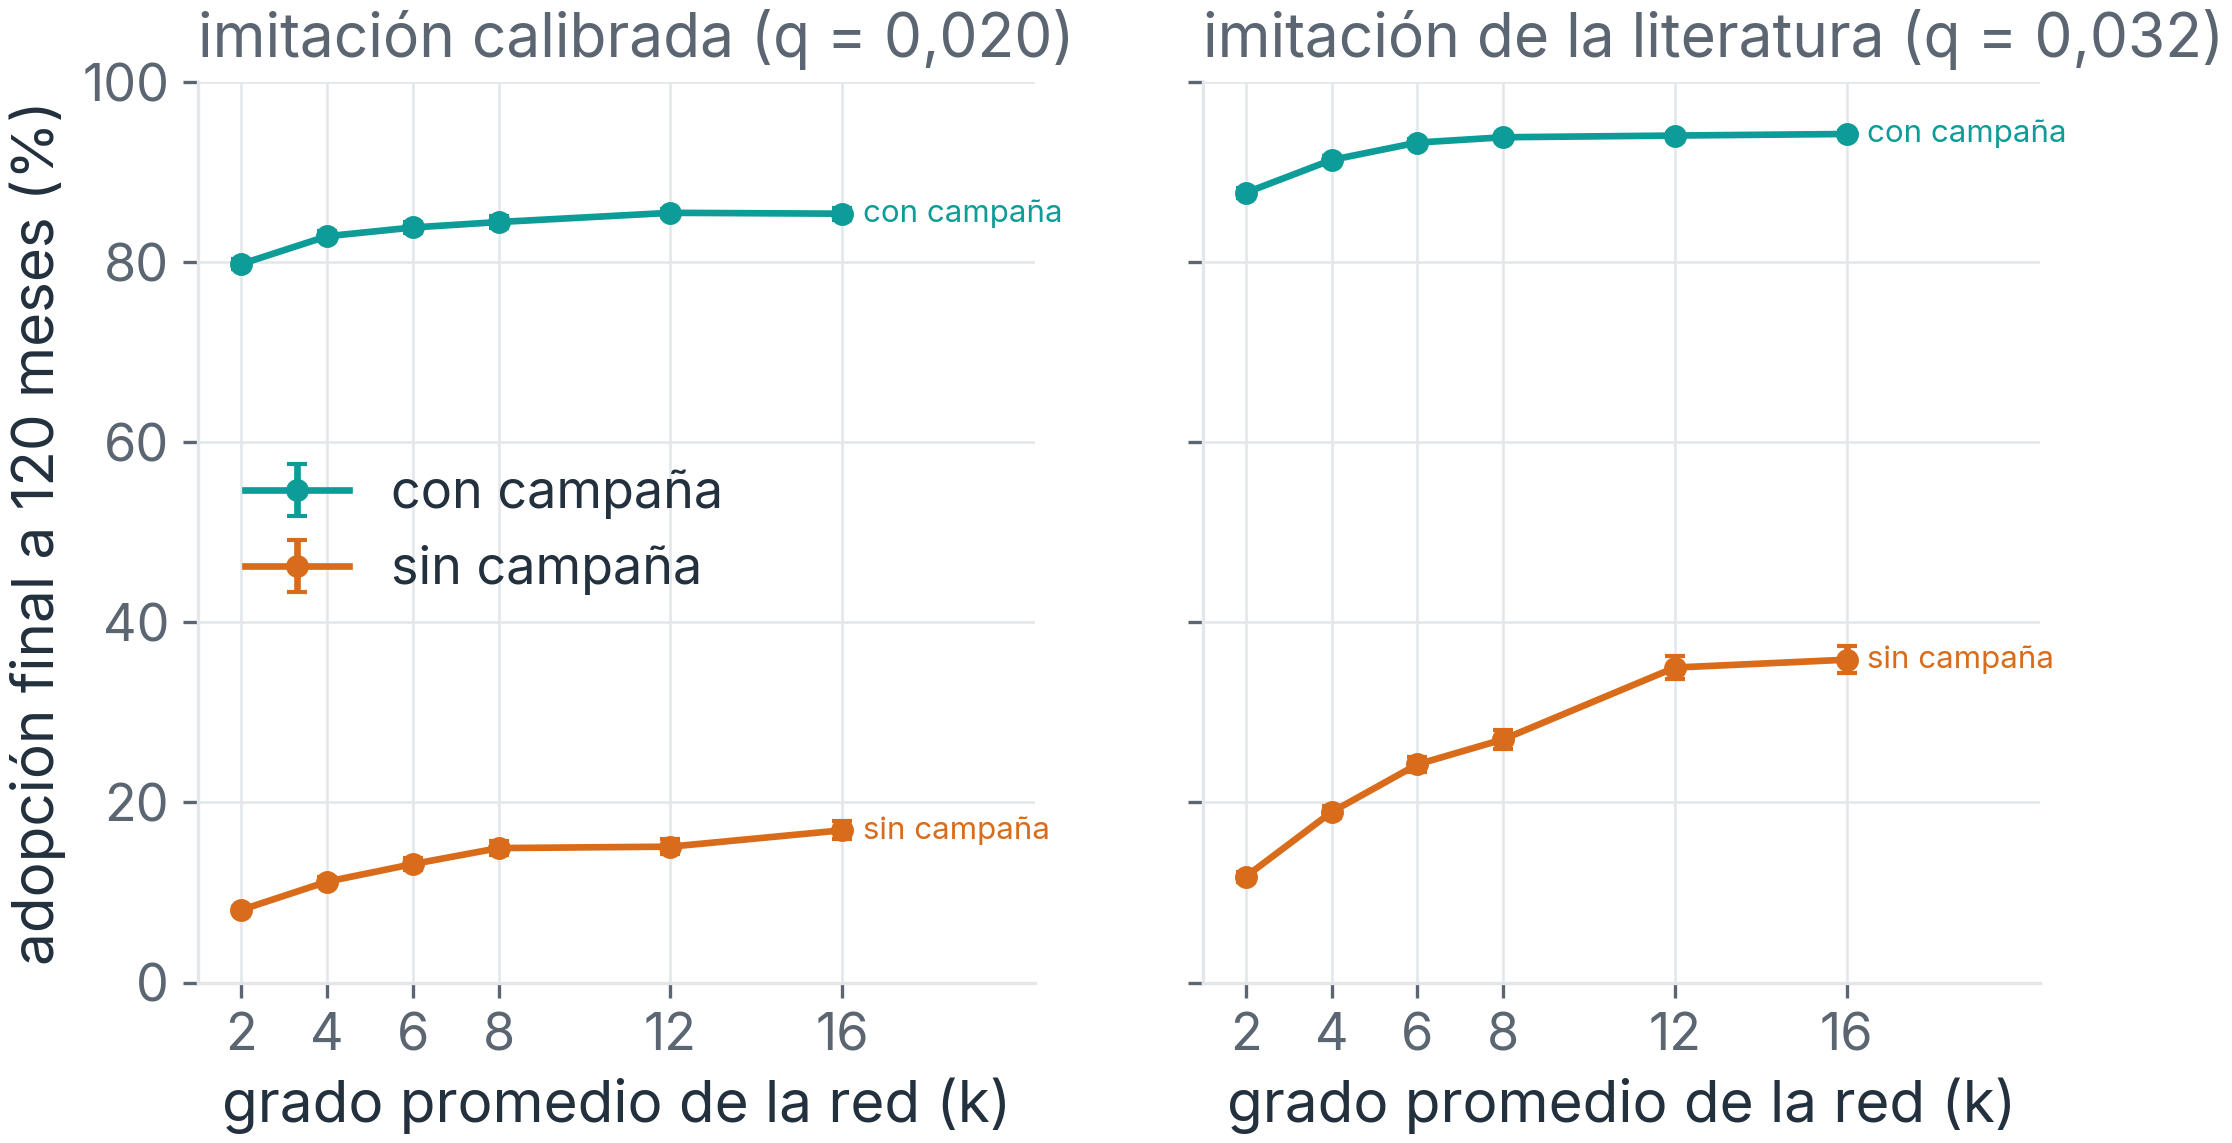 imitación calibrada (q = 0,020)
imitación de la literatura (q = 0,032)
adopción final a 120 meses (%)
100
80
60
40
20
0
con campaña
sin campaña
con campaña
sin campaña
con campaña
sin campaña
2 4 6 8 12 16
2 4 6 8 12 16
grado promedio de la red (k)
grado promedio de la red (k)